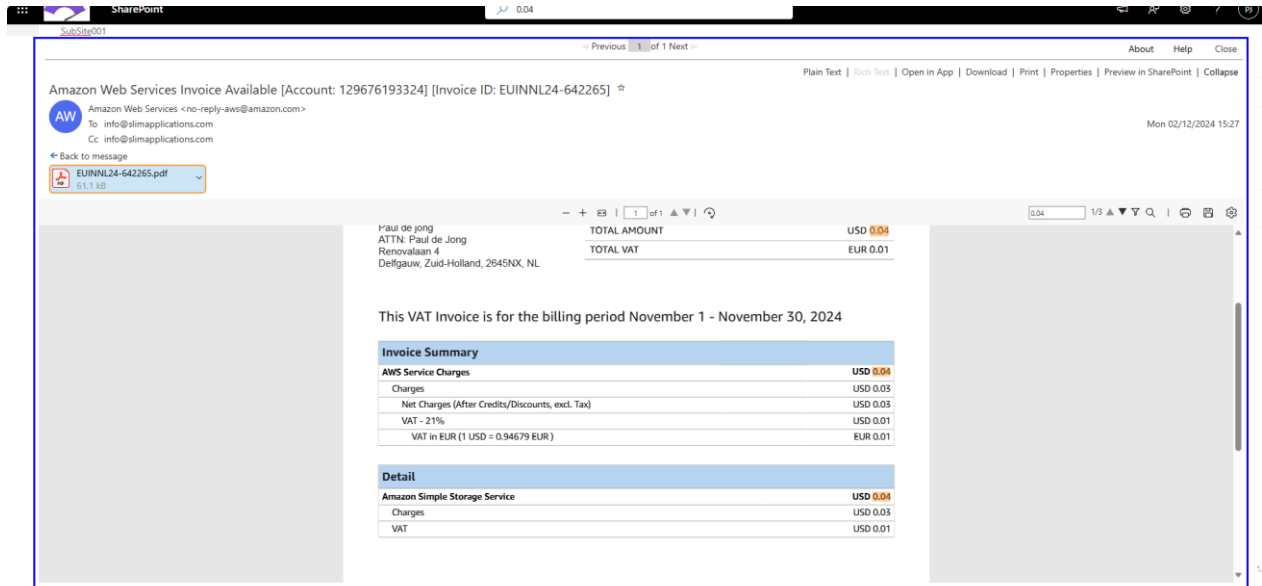 SharePoint
0.04
PJ
SubSite001
Previous 1 of 1 Next
About Help Close
Plain Text | Rich Text | Open in App | Download | Print | Properties | Preview in SharePoint | Collapse
Amazon Web Services Invoice Available [Account: 129676193324] [Invoice ID: EUINNL24-642265]
AW
Amazon Web Services <no-reply-aws@amazon.com>
To info@slimapplications.com
Mon 02/12/2024 15:27
Cc info@slimapplications.com
Back to message
EUINNL24-642265.pdf
61.1 kB
1 of 1
0.04 1/3
Paul de jong
TOTAL AMOUNT USD 0.04
ATTN: Paul de Jong
Renovalaan 4
TOTAL VAT EUR 0.01
Delfgauw, Zuid-Holland, 2645NX, NL
This VAT Invoice is for the billing period November 1 - November 30, 2024
Invoice Summary
AWS Service Charges USD 0.04
Charges USD 0.03
Net Charges (After Credits/Discounts, excl. Tax) USD 0.03
VAT - 21% USD 0.01
VAT in EUR (1 USD = 0.94679 EUR ) EUR 0.01
Detail
Amazon Simple Storage Service USD 0.04
Charges USD 0.03
VAT USD 0.01